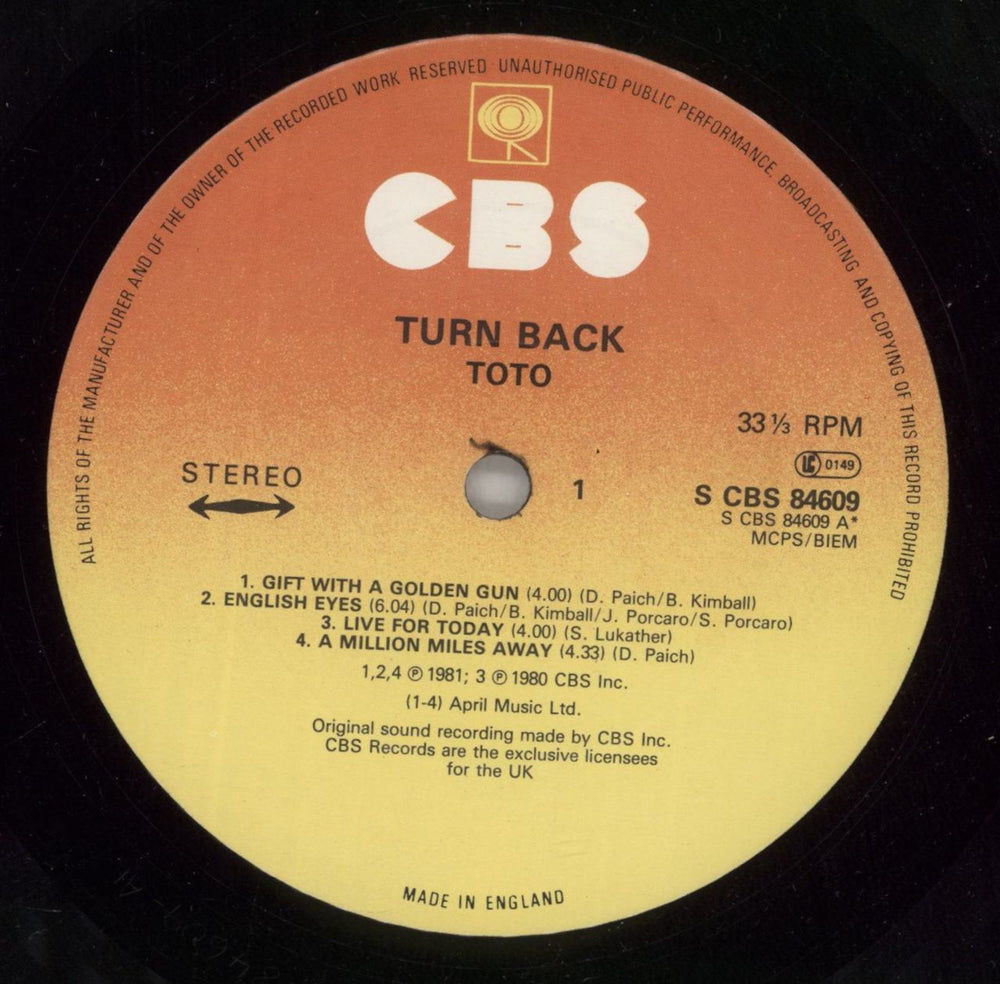 ALL RIGHTS OF THE MANUFACTURER AND OF THE OWNER OF THE RECORDED WORK RESERVED · UNAUTHORISED PUBLIC PERFORMANCE, BROADCASTING AND COPYING OF THIS RECORD PROHIBITED
CBS
TURN BACK
TOTO
33⅓ RPM
LC 0149
STEREO
1
S CBS 84609
S CBS 84609 A*
MCPS/BIEM
1. GIFT WITH A GOLDEN GUN (4.00) (D. Paich/B. Kimball)
2. ENGLISH EYES (6.04) (D. Paich/B. Kimball/J. Porcaro/S. Porcaro)
3. LIVE FOR TODAY (4.00) (S. Lukather)
4. A MILLION MILES AWAY (4.33) (D. Paich)
1,2,4 ℗ 1981; 3 ℗ 1980 CBS Inc.
(1-4) April Music Ltd.
Original sound recording made by CBS Inc.
CBS Records are the exclusive licensees
for the UK
MADE IN ENGLAND